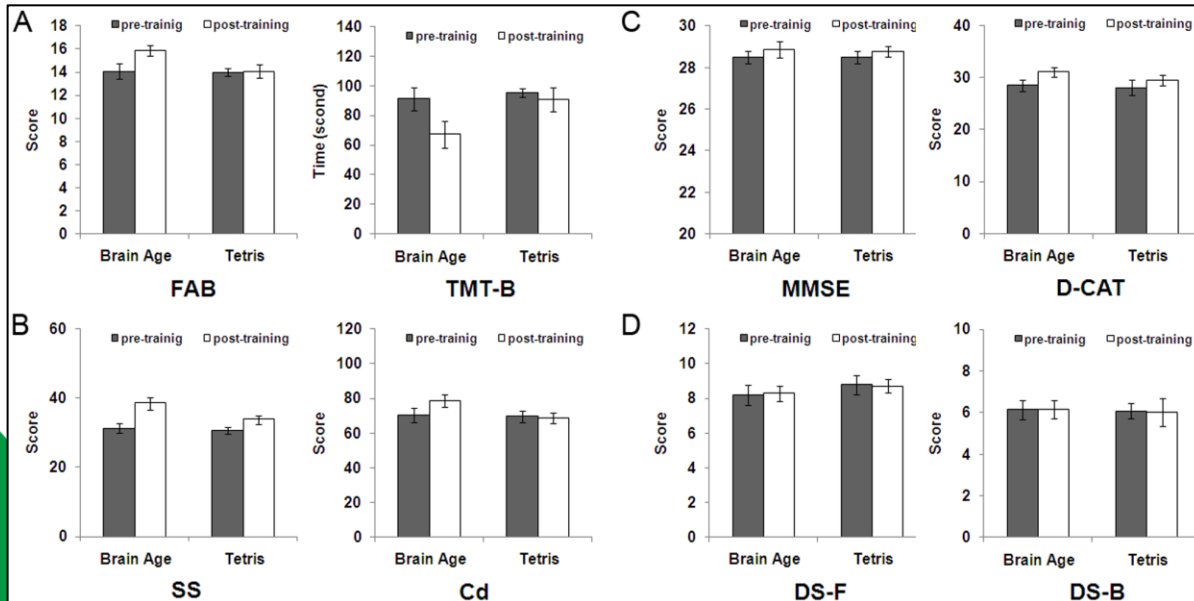 A
pre-trainig post-training
18
16
14
12
10
8
6
4
2
0
Score
Brain Age Tetris
FAB
pre-trainig post-training
140
120
100
80
60
40
20
0
Time (scond)
Brain Age Tetris
TMT-B
C
pre-trainig post-training
30
28
26
24
22
20
Score
Brain Age Tetris
MMSE
pre-trainig post-training
40
30
20
10
0
Score
Brain Age Tetris
D-CAT
B
pre-trainig post-training
60
40
20
0
Score
Brain Age Tetris
SS
pre-trainig post-training
120
100
80
60
40
20
0
Score
Brain Age Tetris
Cd
D
pre-trainig post-training
12
10
8
6
4
2
0
Score
Brain Age Tetris
DS-F
pre-trainig post-training
10
8
6
4
2
0
Score
Brain Age Tetris
DS-B